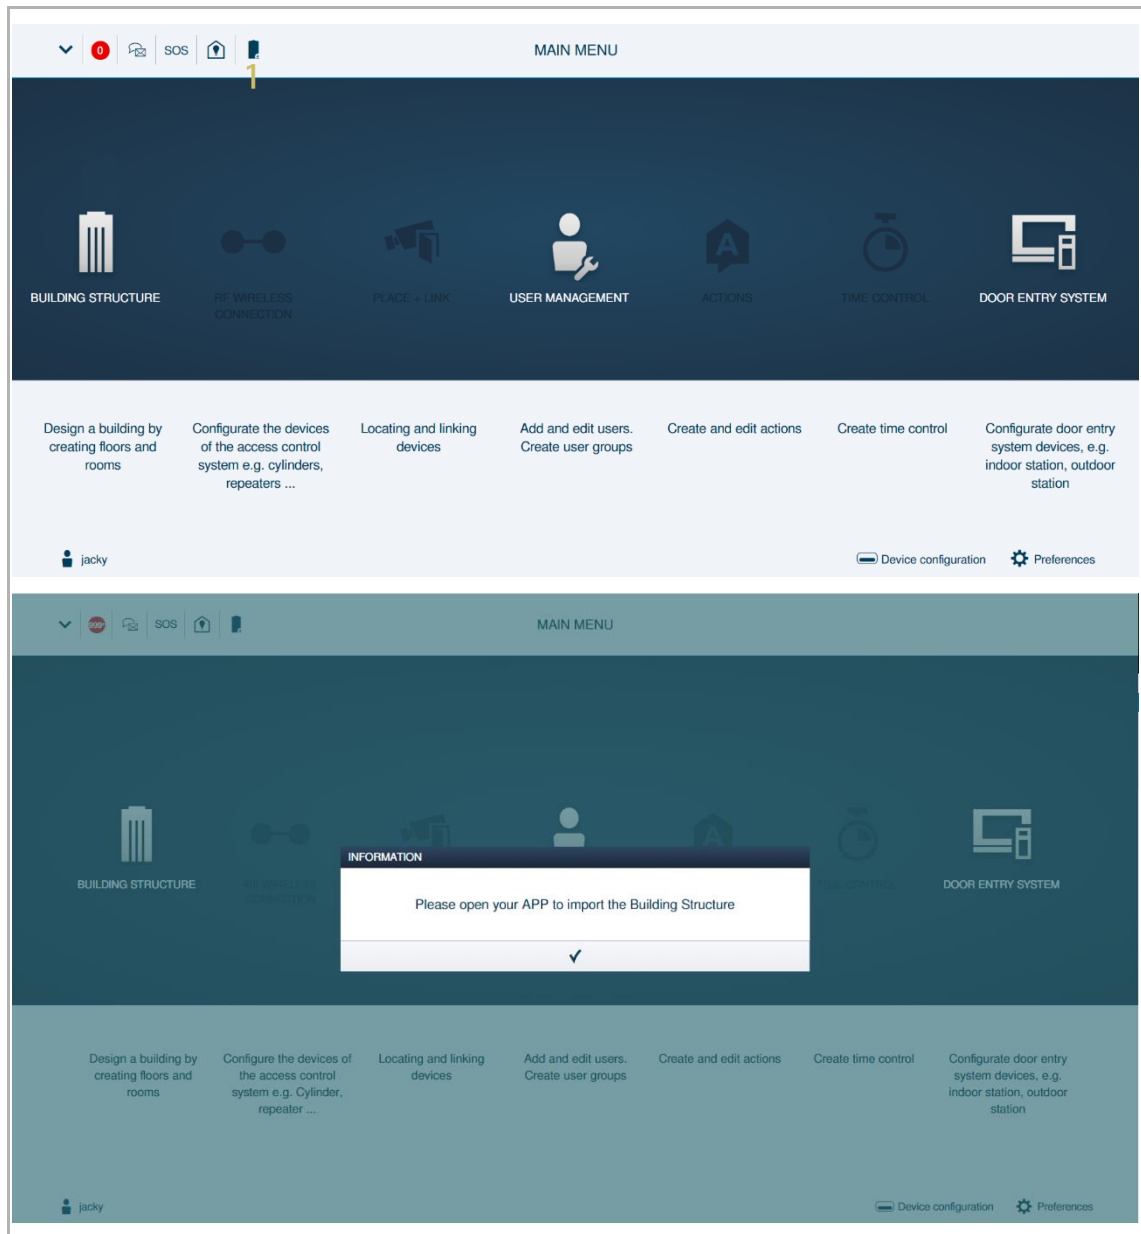 0
SOS
MAIN MENU
1
BUILDING STRUCTURE
RF WIRELESS
CONNECTION
PLACE + LINK
USER MANAGEMENT
A
ACTIONS
TIME CONTROL
DOOR ENTRY SYSTEM
Design a building by
creating floors and
rooms
Configurate the devices
of the access control
system e.g. cylinders,
repeaters ...
Locating and linking
devices
Add and edit users.
Create user groups
Create and edit actions
Create time control
Configurate door entry
system devices, e.g.
indoor station, outdoor
station
jacky
Device configuration
Preferences
999+
SOS
MAIN MENU
BUILDING STRUCTURE
RF WIRELESS
CONNECTION
A
TIME CONTROL
DOOR ENTRY SYSTEM
INFORMATION
Please open your APP to import the Building Structure
Design a building by
creating floors and
rooms
Configure the devices of
the access control
system e.g. Cylinder,
repeater ...
Locating and linking
devices
Add and edit users.
Create user groups
Create and edit actions
Create time control
Configurate door entry
system devices, e.g.
indoor station, outdoor
station
jacky
Device configuration
Preferences